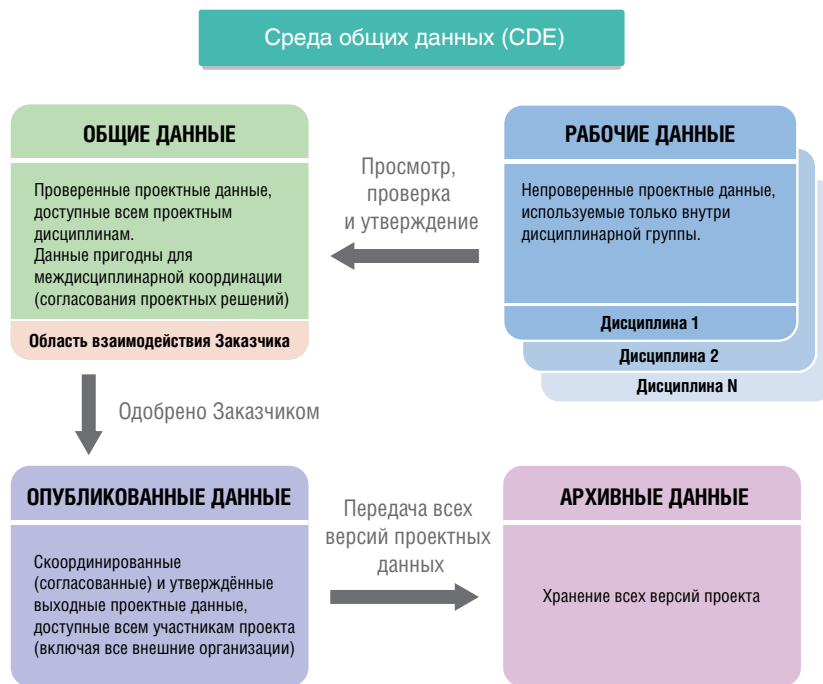 Среда общих данных (CDE)
ОБЩИЕ ДАННЫЕ
Проверенные проектные данные,
доступные всем проектным
дисциплинам.
Данные пригодны для
междисциплинарной координации
(согласования проектных решений)
Область взаимодействия Заказчика
Просмотр,
проверка
и утверждение
РАБОЧИЕ ДАННЫЕ
Непроверенные проектные данные,
используемые только внутри
дисциплинарной группы.
Дисциплина 1
Дисциплина 2
Дисциплина N
Одобрено Заказчиком
ОПУБЛИКОВАННЫЕ ДАННЫЕ
Скоординированные
(согласованные) и утверждённые
выходные проектные данные,
доступные всем участникам проекта
(включая все внешние организации)
Передача всех
версий проектных
данных
АРХИВНЫЕ ДАННЫЕ
Хранение всех версий проекта